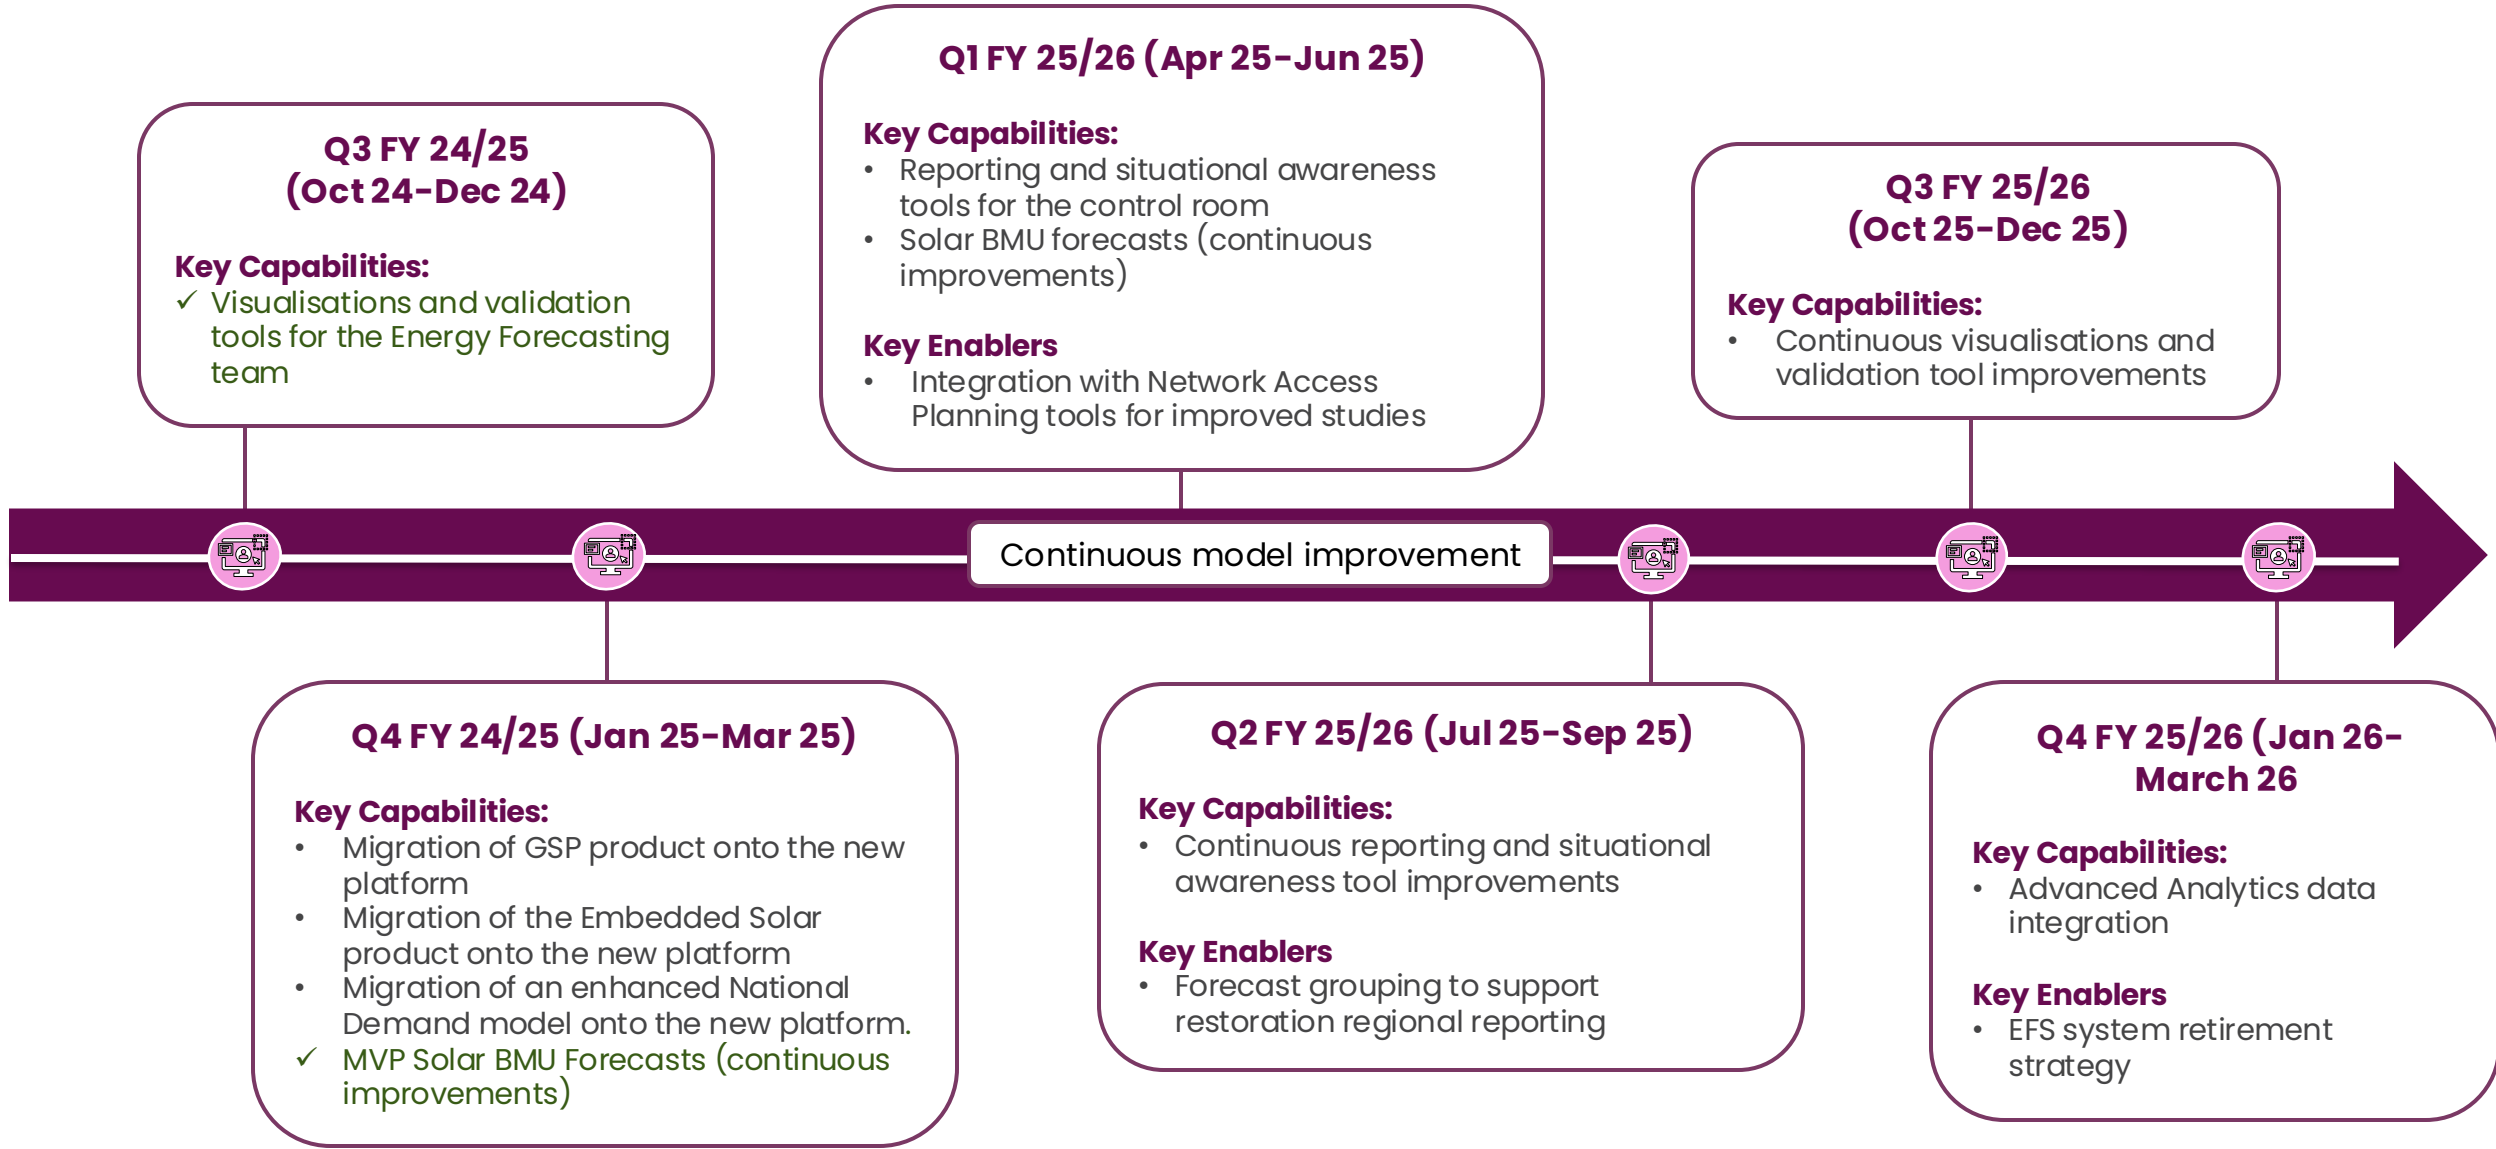 Q3 FY 24/25
(Oct 24-Dec 24)
Key Capabilities:
✓ Visualisations and validation
tools for the Energy Forecasting
team
Q1 FY 25/26 (Apr 25-Jun 25)
Key Capabilities:
• Reporting and situational awareness
tools for the control room
• Solar BMU forecasts (continuous
improvements)
Key Enablers
• Integration with Network Access
Planning tools for improved studies
Q3 FY 25/26
(Oct 25-Dec 25)
Key Capabilities:
• Continuous visualisations and
validation tool improvements
Continuous model improvement
Q4 FY 24/25 (Jan 25-Mar 25)
Key Capabilities:
• Migration of GSP product onto the new
platform
• Migration of the Embedded Solar
product onto the new platform
• Migration of an enhanced National
Demand model onto the new platform.
✓ MVP Solar BMU Forecasts (continuous
improvements)
Q2 FY 25/26 (Jul 25-Sep 25)
Key Capabilities:
• Continuous reporting and situational
awareness tool improvements
Key Enablers
• Forecast grouping to support
restoration regional reporting
Q4 FY 25/26 (Jan 26-
March 26
Key Capabilities:
• Advanced Analytics data
integration
Key Enablers
• EFS system retirement
strategy